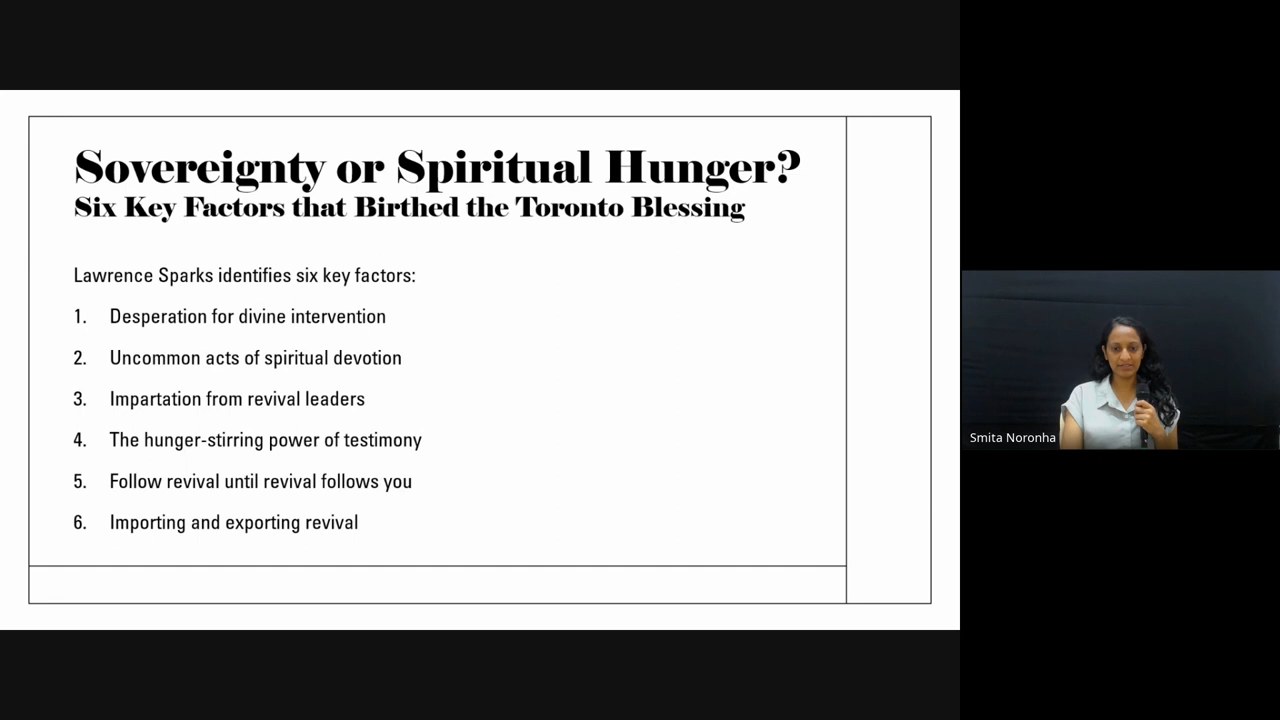 Sovereignty or Spiritual Hunger?
Six Key Factors that Birthed the Toronto Blessing
Lawrence Sparks identifies six key factors:
1. Desperation for divine intervention
2. Uncommon acts of spiritual devotion
3. Impartation from revival leaders
4. The hunger-stirring power of testimony
5. Follow revival until revival follows you
6. Importing and exporting revival
Smita Noronha